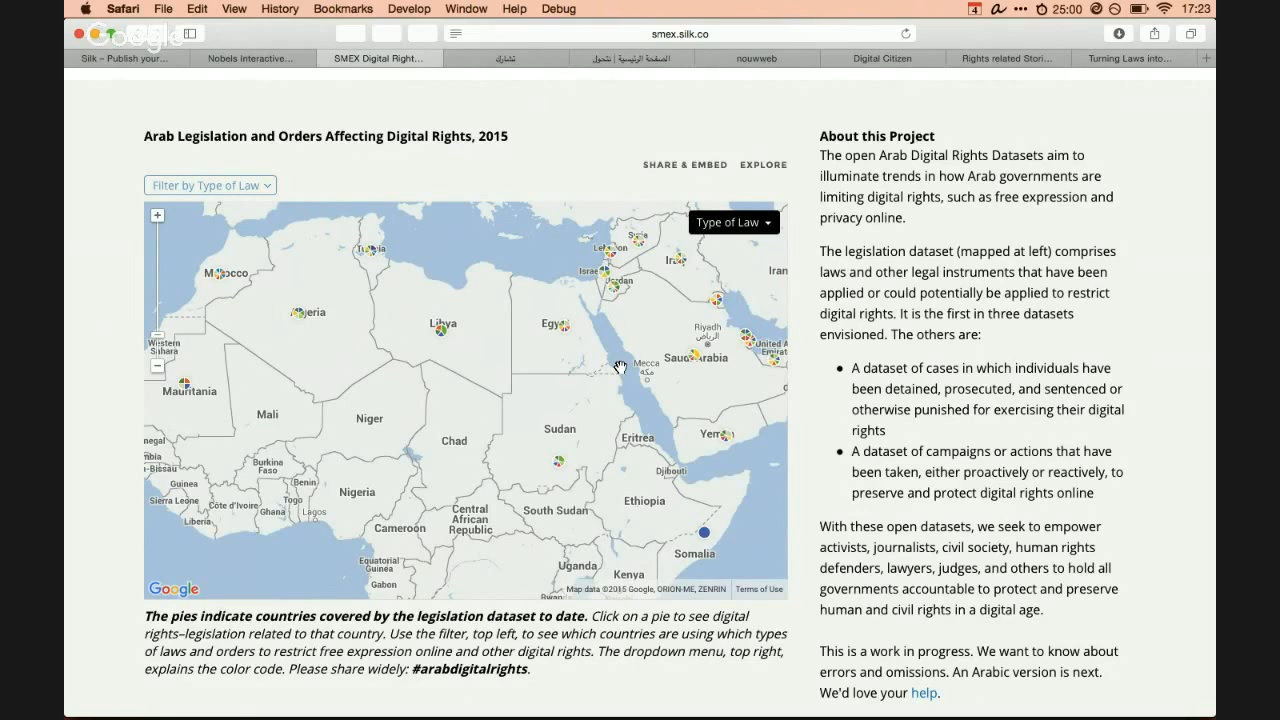 Safari File Edit View History Bookmarks Develop Window Help Debug
4 25:00 17:23
Google
smex.silk.co
Silk – Publish your... Nobels Interactive... SMEX Digital Right... تشارك الصفحة الرئيسية | نتحول nouwweb Digital Citizen Rights related Stori... Turning Laws into...
Arab Legislation and Orders Affecting Digital Rights, 2015
SHARE & EMBED EXPLORE
Filter by Type of Law
Type of Law
Tunisia
Syria
Lebanon
Morocco
Israel
Iraq
Iran
Jordan
Algeria
Libya
Egypt
Western
Sahara
Riyadh
الرياض
United A
Emirat
Mecca
مكة
Saudi Arabia
Mauritania
Mali
Niger
Chad
Sudan
Eritrea
Yemen
negal
mbia
a-Bissau
Burkina
Faso
Guinea
Benin
Togo
Sierra Leone
Côte d'Ivoire
Ghana
Lagos
Liberia
Nigeria
Djibouti
Ethiopia
South Sudan
Central
African
Republic
Cameroon
Somalia
Equatorial
Guinea
Gabon
Uganda
Kenya
Google
Map data ©2015 Google, ORION-ME, ZENRIN Terms of Use
The pies indicate countries covered by the legislation dataset to date. Click on a pie to see digital
rights–legislation related to that country. Use the filter, top left, to see which countries are using which types
of laws and orders to restrict free expression online and other digital rights. The dropdown menu, top right,
explains the color code. Please share widely: #arabdigitalrights.
About this Project
The open Arab Digital Rights Datasets aim to
illuminate trends in how Arab governments are
limiting digital rights, such as free expression and
privacy online.
The legislation dataset (mapped at left) comprises
laws and other legal instruments that have been
applied or could potentially be applied to restrict
digital rights. It is the first in three datasets
envisioned. The others are:
● A dataset of cases in which individuals have
been detained, prosecuted, and sentenced or
otherwise punished for exercising their digital
rights
● A dataset of campaigns or actions that have
been taken, either proactively or reactively, to
preserve and protect digital rights online
With these open datasets, we seek to empower
activists, journalists, civil society, human rights
defenders, lawyers, judges, and others to hold all
governments accountable to protect and preserve
human and civil rights in a digital age.
This is a work in progress. We want to know about
errors and omissions. An Arabic version is next.
We'd love your help.